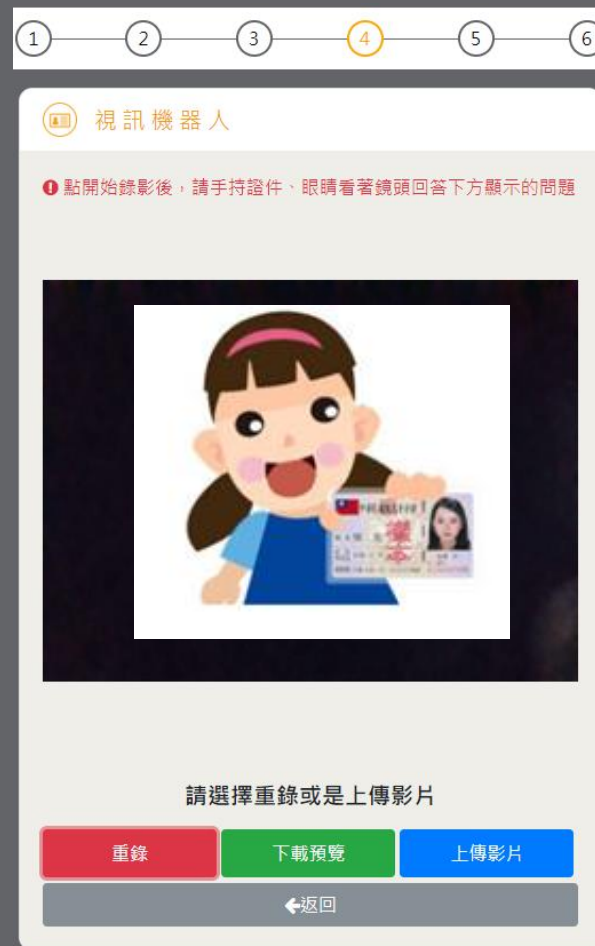 1 2 3 4 5 6
視訊機器人
點開始錄影後，請手持證件、眼睛看著鏡頭回答下方顯示的問題
樣本
請選擇重錄或是上傳影片
重錄 下載預覽 上傳影片
返回